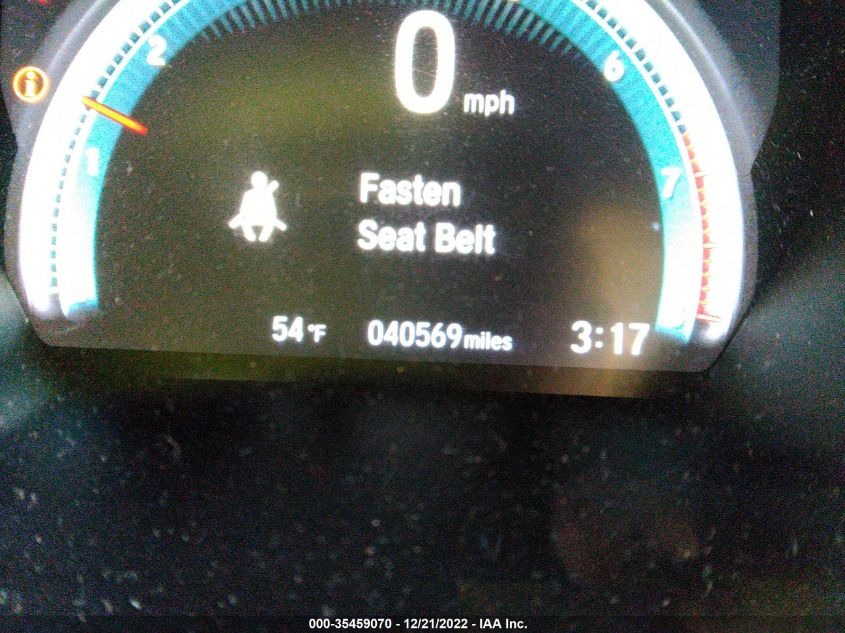 0 mph
2
6
1
7
Fasten
Seat Belt
54°F 040569 miles 3:17
000-35459070 - 12/21/2022 - IAA Inc.